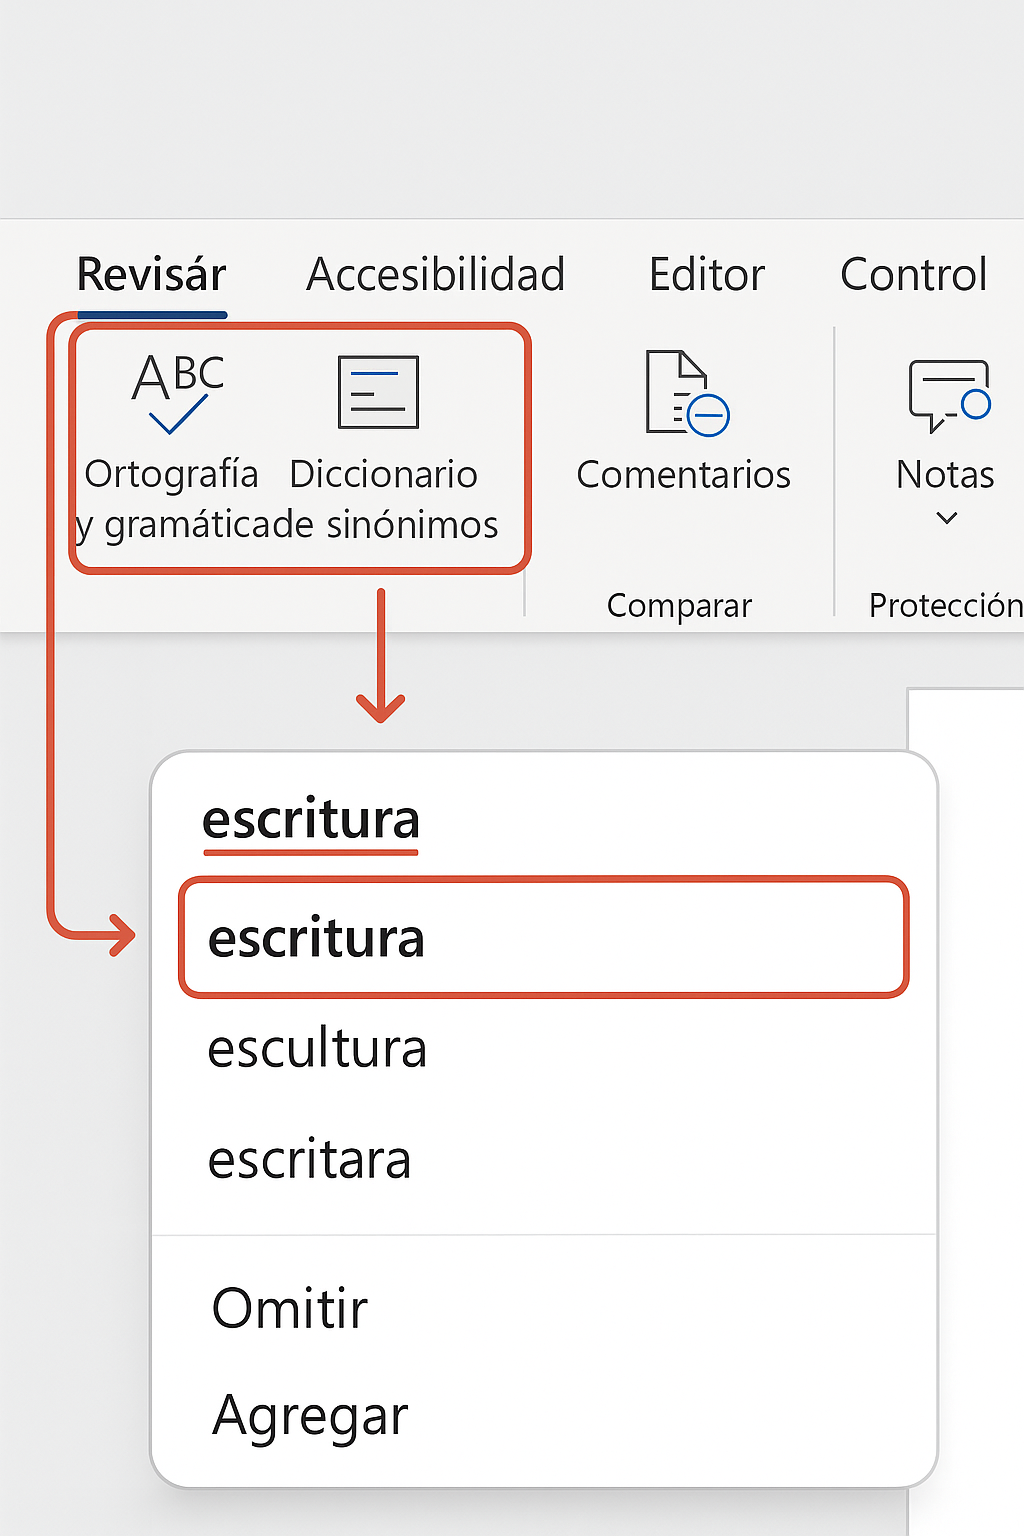 Revisár Accesibilidad Editor Control
ABC
Ortografía Diccionario Comentarios Notas
y gramáticade sinónimos
Comparar Protección
escritura
escritura
escultura
escritara
Omitir
Agregar